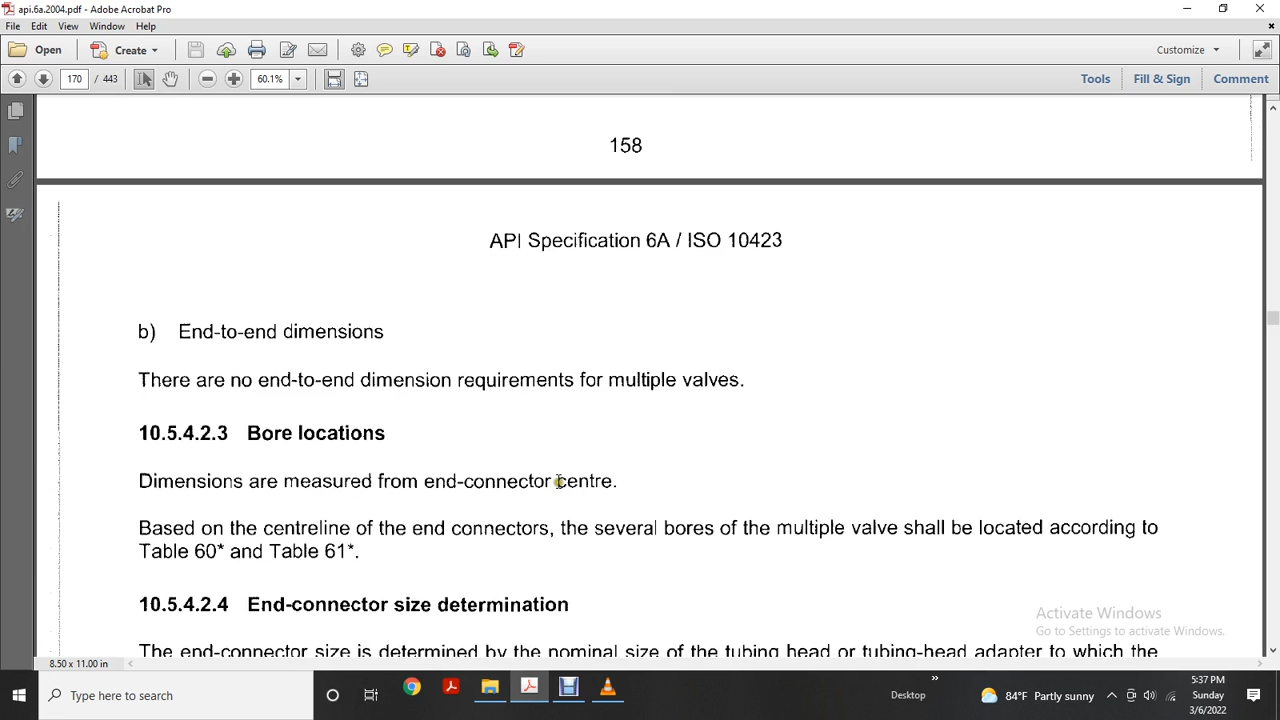 api.6a.2004.pdf - Adobe Acrobat Pro
File Edit View Window Help
Open Create Customize
170 / 443 60.1% Tools Fill & Sign Comment
158
API Specification 6A / ISO 10423
b) End-to-end dimensions
There are no end-to-end dimension requirements for multiple valves.
10.5.4.2.3 Bore locations
Dimensions are measured from end-connector centre.
Based on the centreline of the end connectors, the several bores of the multiple valve shall be located according to
Table 60* and Table 61*.
10.5.4.2.4 End-connector size determination
The end-connector size is determined by the nominal size of the tubing head or tubing-head adapter to which the
Activate Windows
Go to Settings to activate Windows.
8.50 x 11.00 in
Type here to search Desktop 84°F Partly sunny
5:37 PM
Sunday
3/6/2022